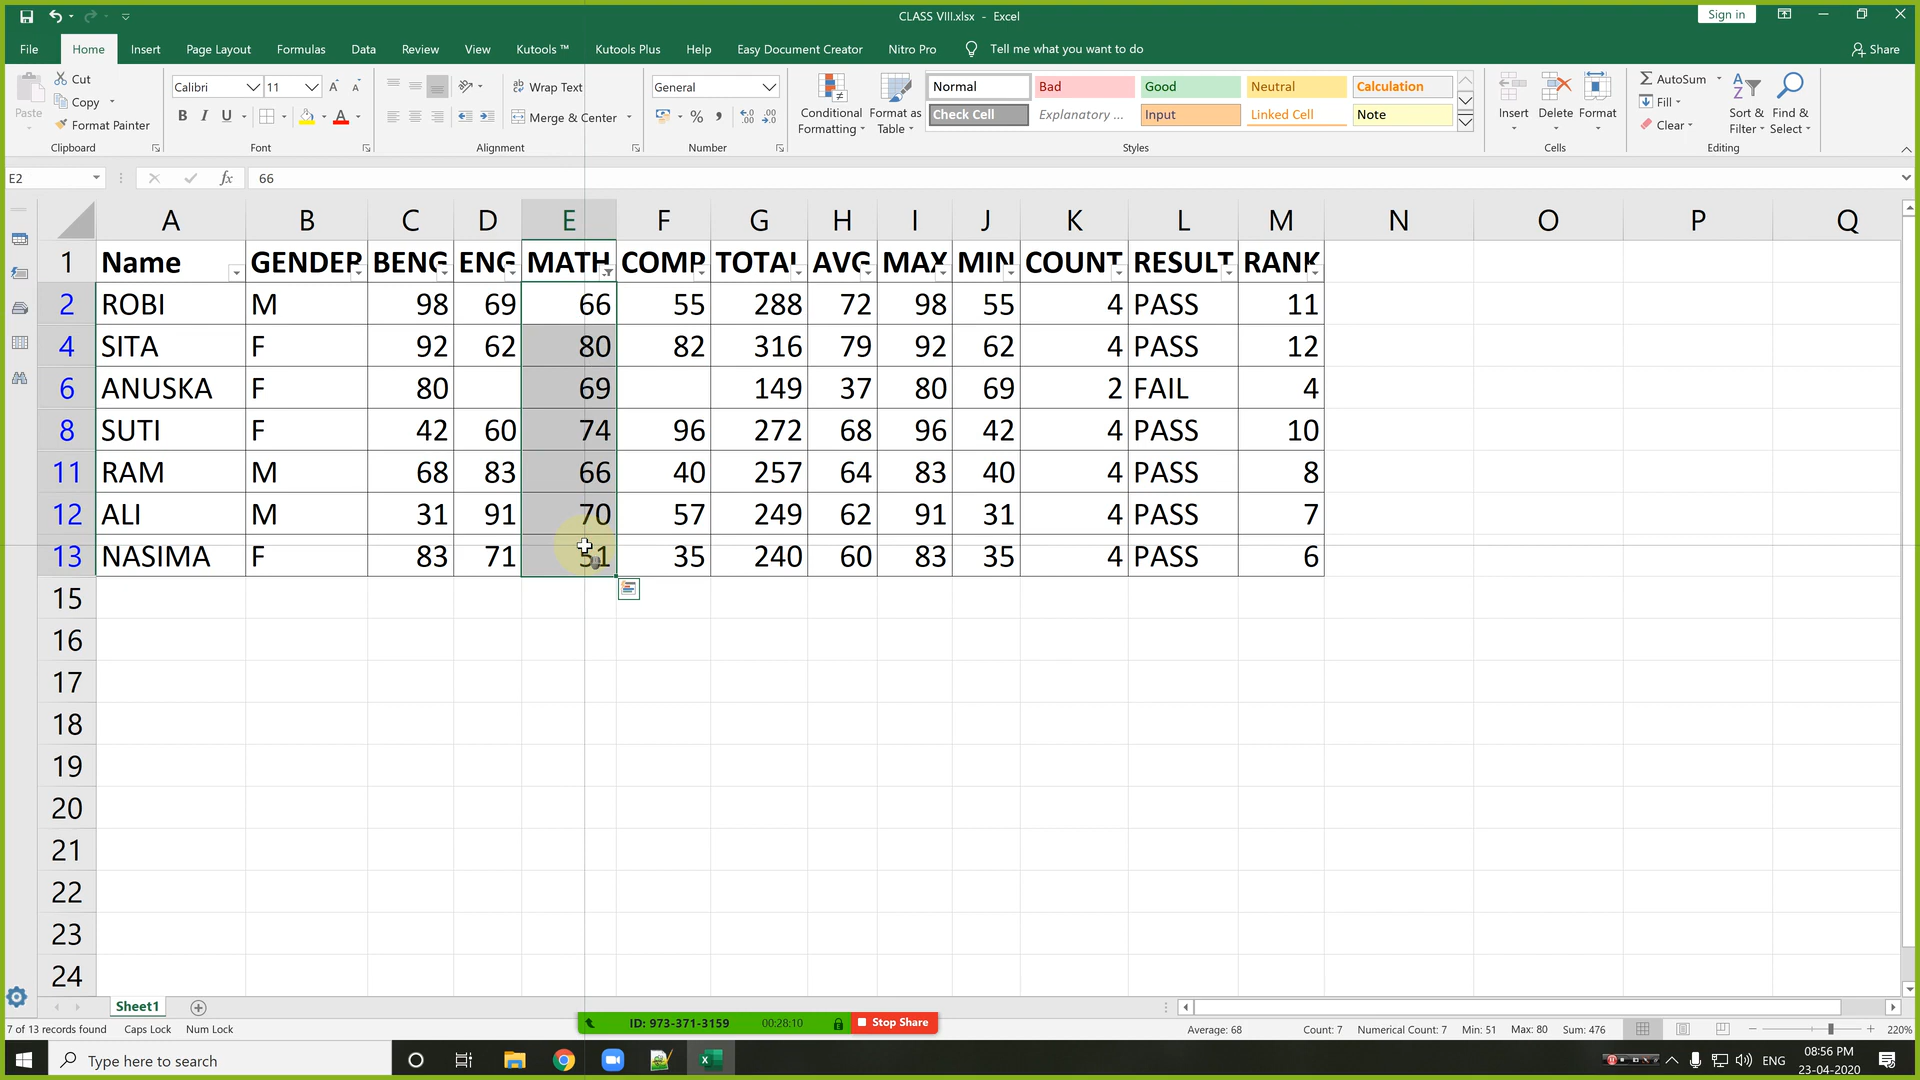 CLASS VIII.xlsx - Excel
Sign in
File Home Insert Page Layout Formulas Data Review View Kutools ™ Kutools Plus Help Easy Document Creator Nitro Pro Tell me what you want to do Share
Paste Cut Copy Format Painter Clipboard
Calibri 11 B I U Font
Wrap Text Merge & Center Alignment
General % Number
Conditional Formatting Format as Table
Normal Bad Good Neutral Calculation
Check Cell Explanatory ... Input Linked Cell Note
Styles
Insert Delete Format Cells
AutoSum Fill Clear Sort & Filter Find & Select Editing
E2 fx 66
A B C D E F G H I J K L M N O P Q
1 Name GENDER BENG ENG MATH COMP TOTAL AVG MAX MIN COUNT RESULT RANK
2 ROBI M 98 69 66 55 288 72 98 55 4 PASS 11
4 SITA F 92 62 80 82 316 79 92 62 4 PASS 12
6 ANUSKA F 80 69 149 37 80 69 2 FAIL 4
8 SUTI F 42 60 74 96 272 68 96 42 4 PASS 10
11 RAM M 68 83 66 40 257 64 83 40 4 PASS 8
12 ALI M 31 91 70 57 249 62 91 31 4 PASS 7
13 NASIMA F 83 71 51 35 240 60 83 35 4 PASS 6
15
16
17
18
19
20
21
22
23
24
Sheet1
7 of 13 records found Caps Lock Num Lock ID: 973-371-3159 00:28:10 Stop Share Average: 68 Count: 7 Numerical Count: 7 Min: 51 Max: 80 Sum: 476 220%
Type here to search ENG 08:56 PM
23-04-2020